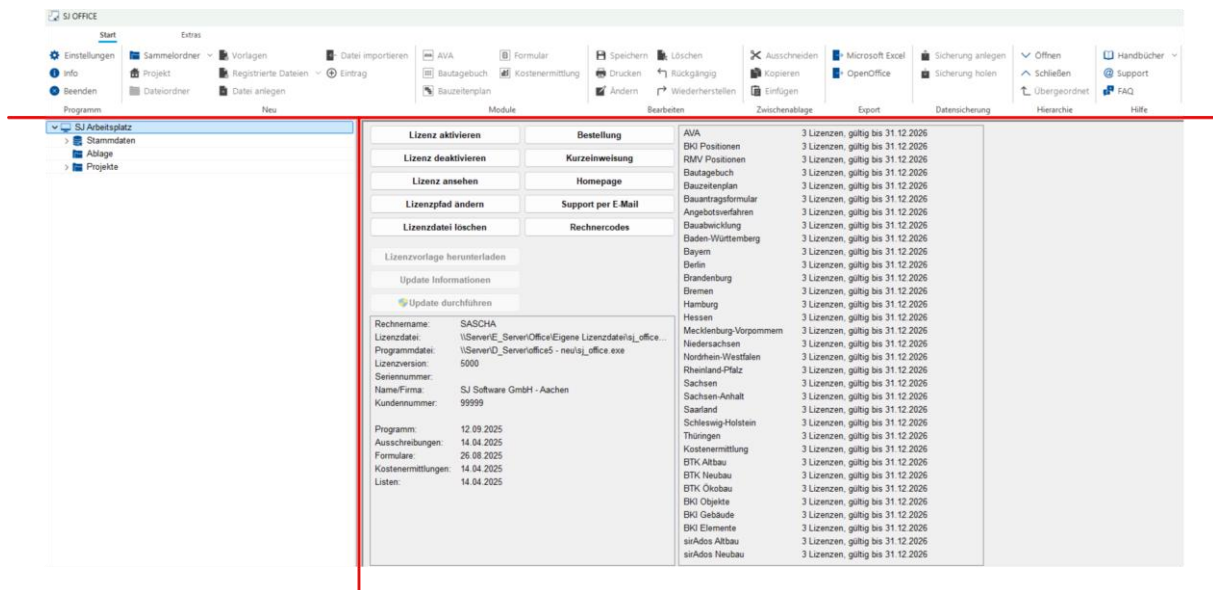 SJ OFFICE
Start Extras
Einstellungen Sammelordner Vorlagen Datei importieren AVA Formular Speichern Löschen Ausschneiden Microsoft Excel Sicherung anlegen Öffnen Handbücher
Info Projekt Registrierte Dateien Eintrag Bautagebuch Kostenermittlung Drucken Rückgängig Kopieren OpenOffice Sicherung holen Schließen Support
Beenden Dateiordner Datei anlegen Bauzeitenplan Ändern Wiederherstellen Einfügen Übergeordnet FAQ
Programm Neu Module Bearbeiten Zwischenablage Export Datensicherung Hierarchie Hilfe
SJ Arbeitsplatz
Stammdaten
Ablage
Projekte
Lizenz aktivieren Bestellung
Lizenz deaktivieren Kurzeinweisung
Lizenz ansehen Homepage
Lizenzpfad ändern Support per E-Mail
Lizenzdatei löschen Rechnercodes
Lizenzvorlage herunterladen
Update Informationen
Update durchführen
Rechnername: SASCHA
Lizenzdatei: \\Server\E_Server\Office\Eigene Lizenzdatei\sj_office...
Programmdatei: \\Server\D_Server\office5 - neu\sj_office.exe
Lizenzversion: 5000
Seriennummer:
Name/Firma: SJ Software GmbH - Aachen
Kundennummer: 99999
Programm: 12.09.2025
Ausschreibungen: 14.04.2025
Formulare: 26.08.2025
Kostenermittlungen: 14.04.2025
Listen: 14.04.2025
AVA 3 Lizenzen, gültig bis 31.12.2026
BKI Positionen 3 Lizenzen, gültig bis 31.12.2026
RMV Positionen 3 Lizenzen, gültig bis 31.12.2026
Bautagebuch 3 Lizenzen, gültig bis 31.12.2026
Bauzeitenplan 3 Lizenzen, gültig bis 31.12.2026
Bauantragsformular 3 Lizenzen, gültig bis 31.12.2026
Angebotsverfahren 3 Lizenzen, gültig bis 31.12.2026
Bauabwicklung 3 Lizenzen, gültig bis 31.12.2026
Baden-Württemberg 3 Lizenzen, gültig bis 31.12.2026
Bayern 3 Lizenzen, gültig bis 31.12.2026
Berlin 3 Lizenzen, gültig bis 31.12.2026
Brandenburg 3 Lizenzen, gültig bis 31.12.2026
Bremen 3 Lizenzen, gültig bis 31.12.2026
Hamburg 3 Lizenzen, gültig bis 31.12.2026
Hessen 3 Lizenzen, gültig bis 31.12.2026
Mecklenburg-Vorpommern 3 Lizenzen, gültig bis 31.12.2026
Niedersachsen 3 Lizenzen, gültig bis 31.12.2026
Nordrhein-Westfalen 3 Lizenzen, gültig bis 31.12.2026
Rheinland-Pfalz 3 Lizenzen, gültig bis 31.12.2026
Sachsen 3 Lizenzen, gültig bis 31.12.2026
Sachsen-Anhalt 3 Lizenzen, gültig bis 31.12.2026
Saarland 3 Lizenzen, gültig bis 31.12.2026
Schleswig-Holstein 3 Lizenzen, gültig bis 31.12.2026
Thüringen 3 Lizenzen, gültig bis 31.12.2026
Kostenermittlung 3 Lizenzen, gültig bis 31.12.2026
BTK Altbau 3 Lizenzen, gültig bis 31.12.2026
BTK Neubau 3 Lizenzen, gültig bis 31.12.2026
BTK Ökobau 3 Lizenzen, gültig bis 31.12.2026
BKI Objekte 3 Lizenzen, gültig bis 31.12.2026
BKI Gebäude 3 Lizenzen, gültig bis 31.12.2026
BKI Elemente 3 Lizenzen, gültig bis 31.12.2026
sirAdos Altbau 3 Lizenzen, gültig bis 31.12.2026
sirAdos Neubau 3 Lizenzen, gültig bis 31.12.2026